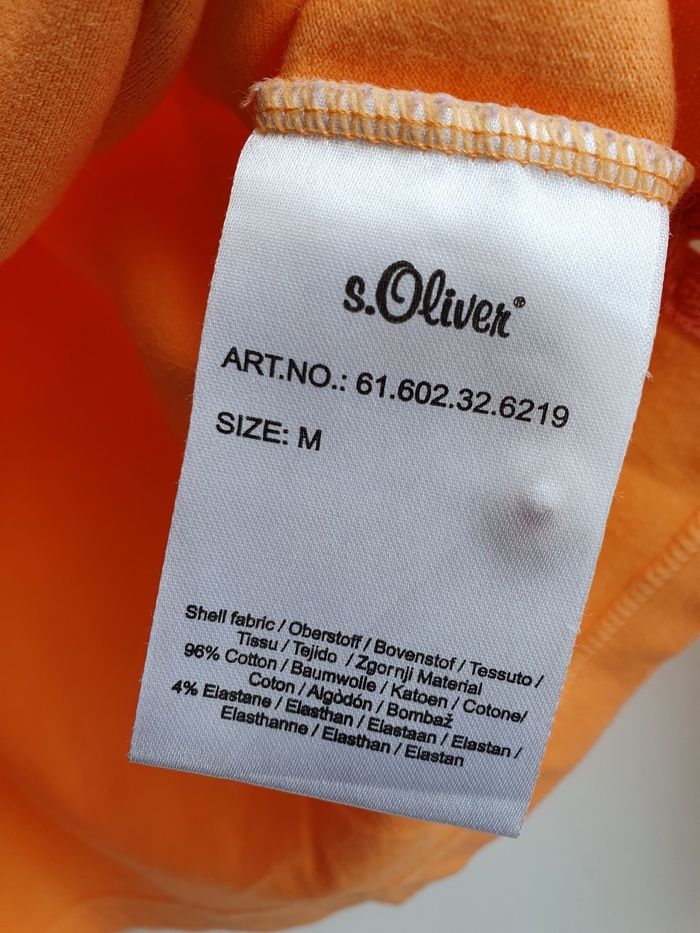 s.Oliver®
ART.NO.: 61.602.32.6219
SIZE: M
Shell fabric / Oberstoff / Bovenstof / Tessuto /
Tissu / Tejido / Zgornji Material
96% Cotton / Baumwolle / Katoen / Cotone/
Coton / Algòdón / Bombaž
4% Elastane / Elasthan / Elastaan / Elastan /
Elasthanne / Elasthan / Elastan